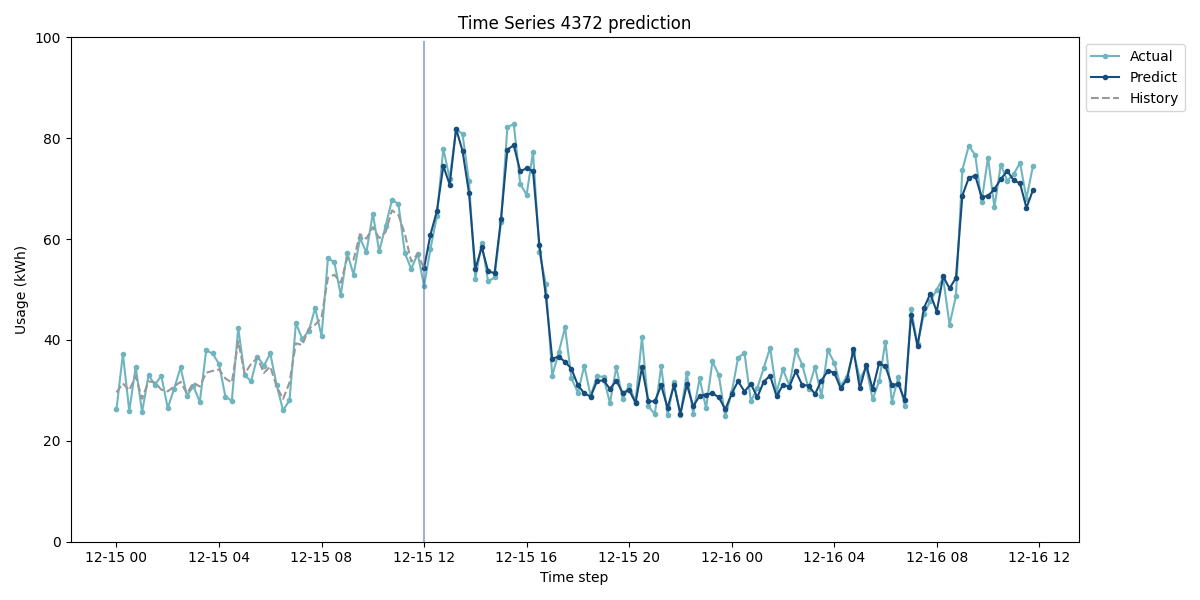 Time Series 4372 prediction
100
80
60
40
20
0
Usage (kWh)
12-15 00
12-15 04
12-15 08
12-15 12
12-15 16
12-15 20
12-16 00
12-16 04
12-16 08
12-16 12
Time step
Actual
Predict
History